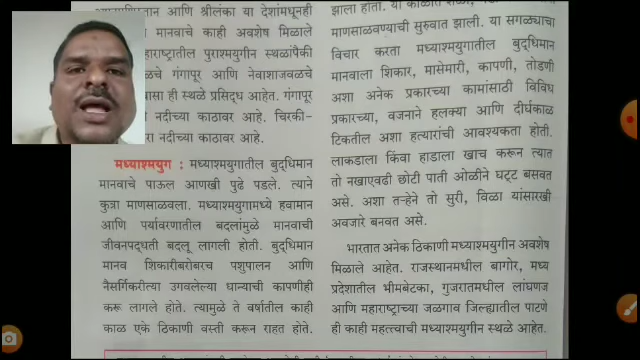 आणि श्रीलंका या देशांमधूनही
मानवाचे काही अवशेष मिळाले
महाराष्ट्रातील पुराश्मयुगीन स्थळांपैकी
गंगापूर आणि नेवाशाजवळचे
ही स्थळे प्रसिद्ध आहेत. गंगापूर
नदीच्या काठावर आहे. चिरकी-
नदीच्या काठावर आहे.
मध्याश्मयुग : मध्याश्मयुगातील बुद्धिमान
मानवाचे पाऊल आणखी पुढे पडले. त्याने
कुत्रा माणसाळवला. मध्याश्मयुगामध्ये हवामान
आणि पर्यावरणातील बदलांमुळे मानवाची
जीवनपद्धती बदलू लागली होती. बुद्धिमान
मानव शिकारीबरोबरच पशुपालन आणि
नैसर्गिकरीत्या उगवलेल्या धान्याची कापणीही
करू लागले होते. त्यामुळे ते वर्षातील काही
काळ एके ठिकाणी वस्ती करून राहत होते.
झाला होता. या काळात
माणसाळवण्याची सुरुवात झाली. या सगळ्याचा
विचार करता मध्याश्मयुगातील बुद्धिमान
मानवाला शिकार, मासेमारी, कापणी, तोडणी
अशा अनेक प्रकारच्या कामांसाठी विविध
प्रकारच्या, वजनाने हलक्या आणि दीर्घकाळ
टिकतील अशा हत्यारांची आवश्यकता होती.
लाकडाला किंवा हाडाला खाच करून त्यात
तो नखाएवढी छोटी पाती ओळीने घट्ट बसवत
असे. अशा तऱ्हेने तो सुरी, विळा यांसारखी
अवजारे बनवत असे.
भारतात अनेक ठिकाणी मध्याश्मयुगीन अवशेष
मिळाले आहेत. राजस्थानमधील बागोर, मध्य
प्रदेशातील भीमबेटका, गुजरातमधील लांघणज
आणि महाराष्ट्राच्या जळगाव जिल्ह्यातील पाटणे
ही काही महत्त्वाची मध्याश्मयुगीन स्थळे आहेत.